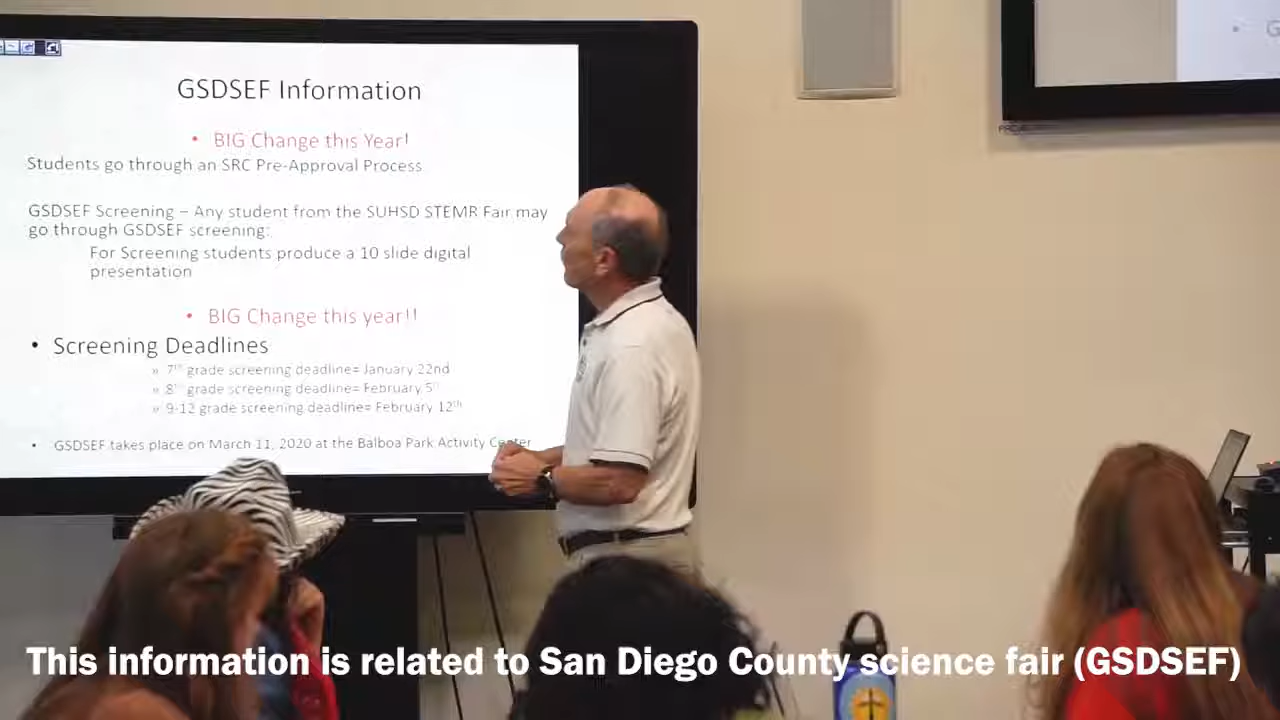 GSDSEF Information
• BIG Change this Year!
Students go through an SRC Pre-Approval Process
GSDSEF Screening – Any student from the SUHSD STEMR Fair may
go through GSDSEF screening:
For Screening students produce a 10 slide digital
presentation
• BIG Change this year!!
• Screening Deadlines
» 7th grade screening deadline= January 22nd
» 8th grade screening deadline= February 5th
» 9-12 grade screening deadline= February 12th
• GSDSEF takes place on March 11, 2020 at the Balboa Park Activity Center
This information is related to San Diego County science fair (GSDSEF)